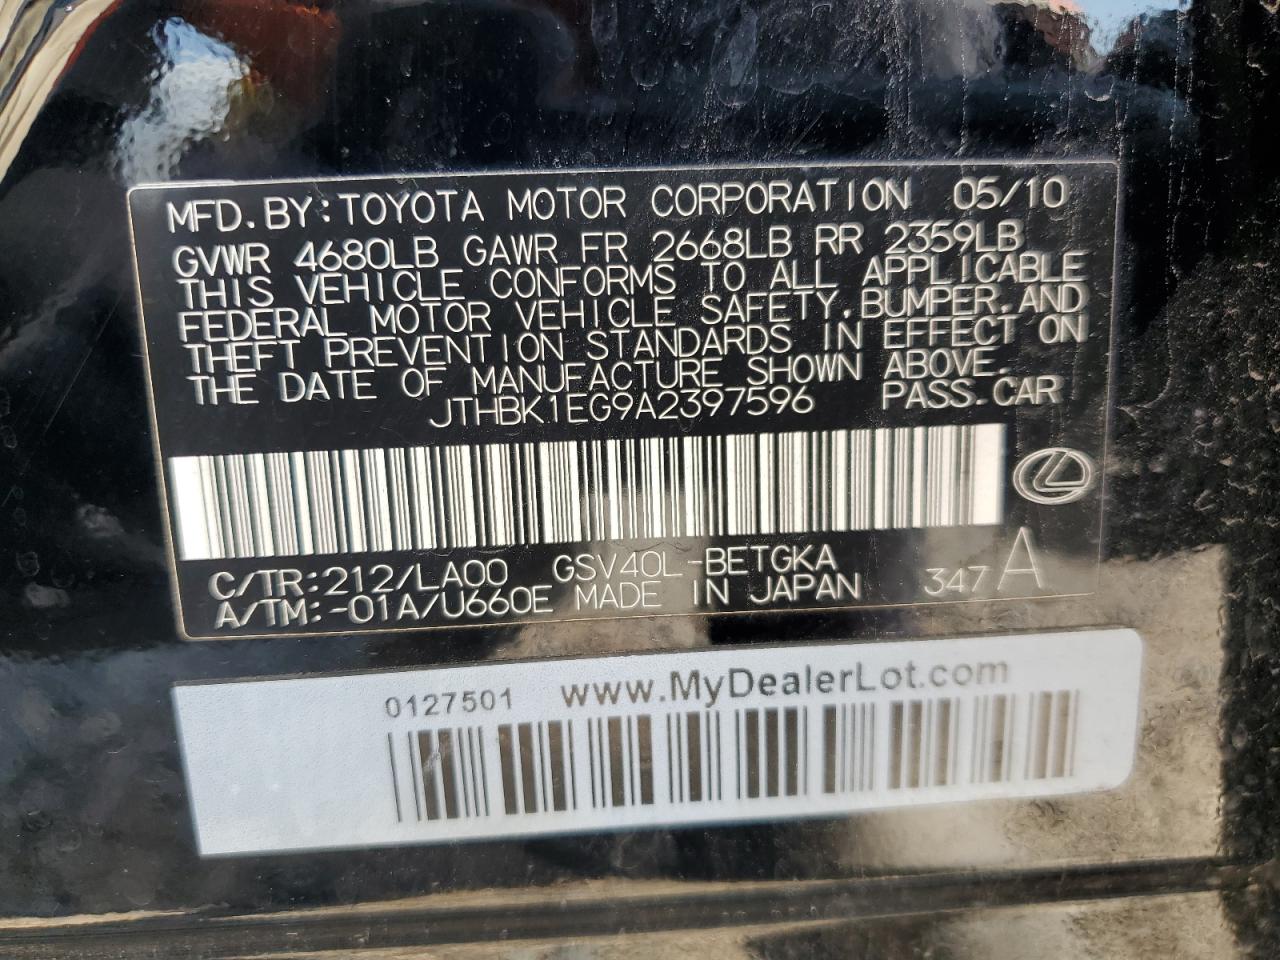 MFD.BY:TOYOTA MOTOR CORPORATION 05/10
GVWR 4680LB GAWR FR 2668LB RR 2359LB
THIS VEHICLE CONFORMS TO ALL APPLICABLE
FEDERAL MOTOR VEHICLE SAFETY,BUMPER,AND
THEFT PREVENTION STANDARDS IN EFFECT ON
THE DATE OF MANUFACTURE SHOWN ABOVE.
JTHBK1EG9A2397596 PASS.CAR
C/TR:212/LA00 GSV40L-BETGKA
A/TM:-01A/U660E MADE IN JAPAN 347A
0127501 www.MyDealerLot.com